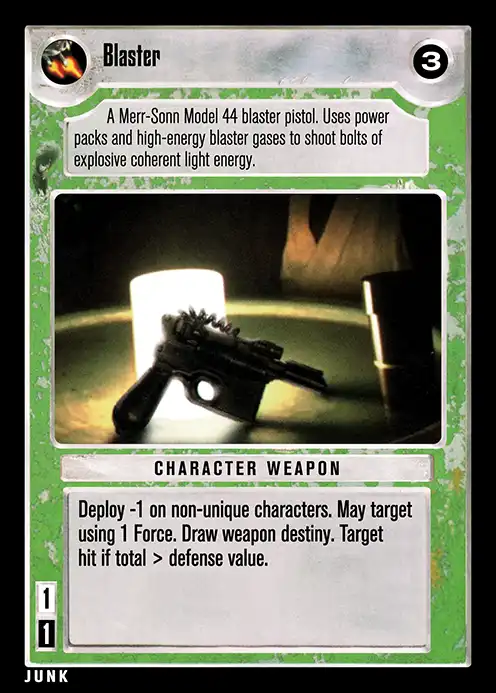 Blaster
3
A Merr-Sonn Model 44 blaster pistol. Uses power
packs and high-energy blaster gases to shoot bolts of
explosive coherent light energy.
CHARACTER WEAPON
Deploy -1 on non-unique characters. May target
using 1 Force. Draw weapon destiny. Target
hit if total > defense value.
1
1
JUNK